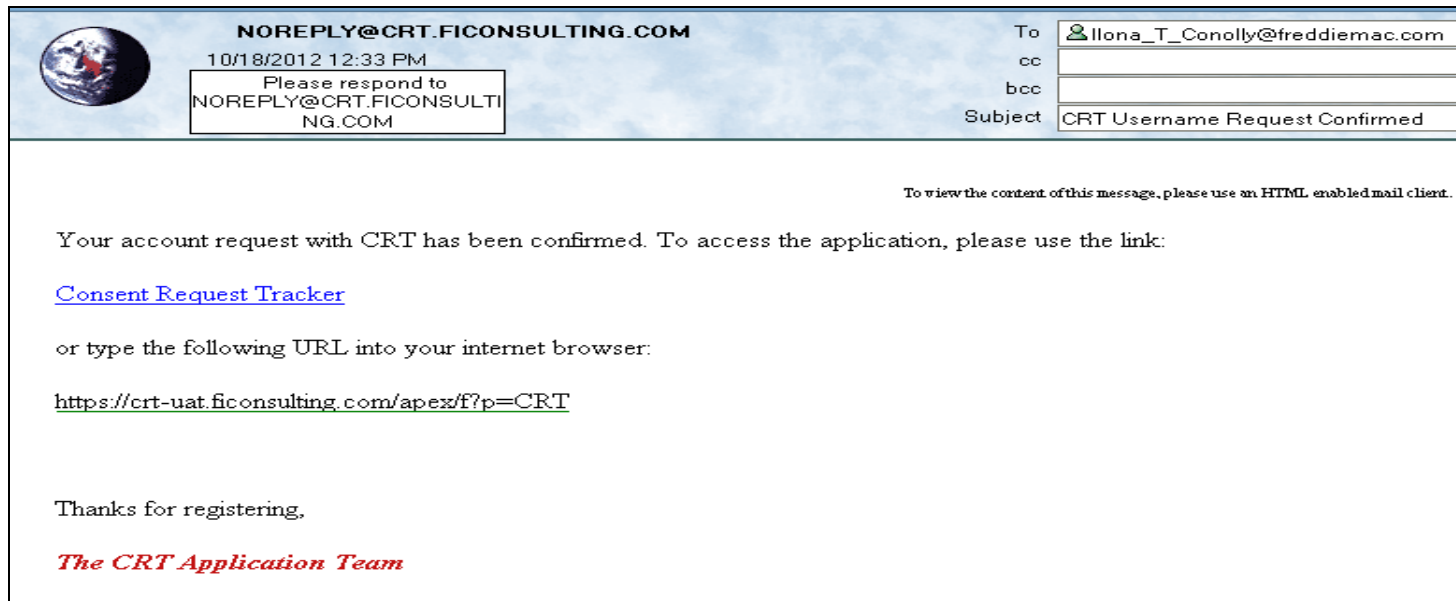 NOREPLY@CRT.FICONSULTING.COM
10/18/2012 12:33 PM
Please respond to
NOREPLY@CRT.FICONSULTI
NG.COM
To Ilona_T_Conolly@freddiemac.com
cc
bcc
Subject CRT Username Request Confirmed
To view the content of this message, please use an HTML enabled mail client.
Your account request with CRT has been confirmed. To access the application, please use the link:
Consent Request Tracker
or type the following URL into your internet browser:
https://crt-uat.ficonsulting.com/apex/f?p=CRT
Thanks for registering,
The CRT Application Team